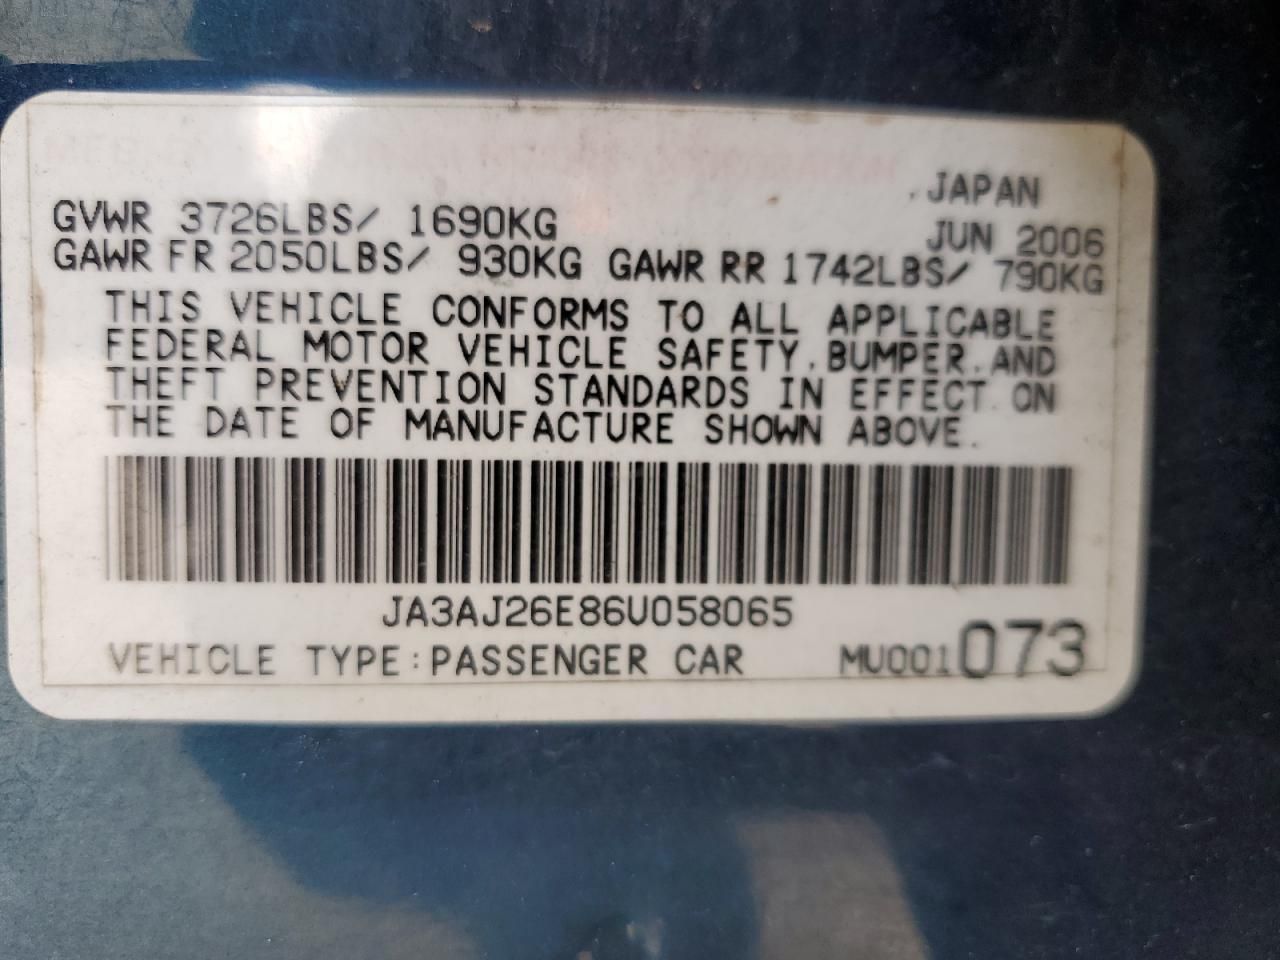 JAPAN
GVWR 3726LBS/ 1690KG JUN 2006
GAWR FR 2050LBS/ 930KG GAWR RR 1742LBS/ 790KG
THIS VEHICLE CONFORMS TO ALL APPLICABLE
FEDERAL MOTOR VEHICLE SAFETY, BUMPER, AND
THEFT PREVENTION STANDARDS IN EFFECT ON
THE DATE OF MANUFACTURE SHOWN ABOVE.
JA3AJ26E86U058065
VEHICLE TYPE:PASSENGER CAR MU001073